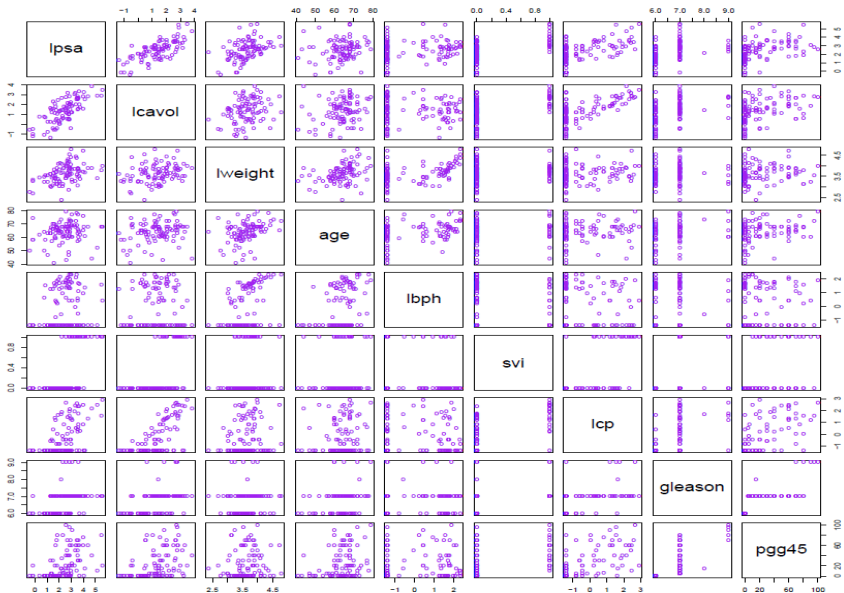 −1 1 2 3 4 40 50 60 70 80 0.0 0.4 0.8 6.0 7.0 8.0 9.0
lpsa
0 1 2 3 4 5
−1 1 2 3 4
lcavol
lweight
2.5 3.5 4.5
40 50 60 70 80
age
lbph
−1 0 1 2
0.0 0.4 0.8
svi
lcp
−1 0 1 2 3
6.0 7.0 8.0 9.0
gleason
pgg45
0 20 40 60 100
0 1 2 3 4 5 2.5 3.5 4.5 −1 0 1 2 −1 0 1 2 3 0 20 60 100